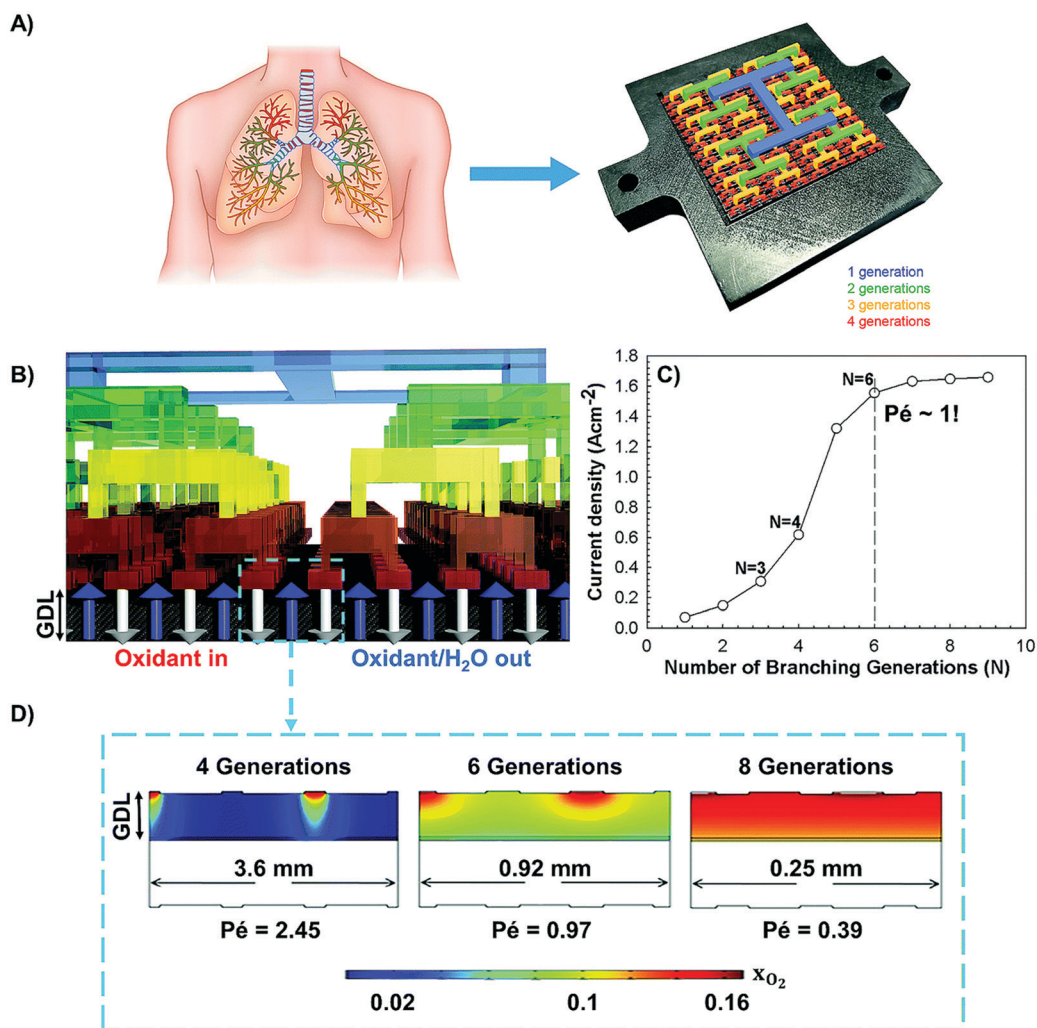 A)
1 generation
2 generations
3 generations
4 generations
B)
GDL
Oxidant in
Oxidant/H₂O out
C)
Current density (Acm⁻²)
1.8
1.6
1.4
1.2
1.0
0.8
0.6
0.4
0.2
0.0
N=6
Pé ~ 1!
N=4
N=3
0 2 4 6 8 10
Number of Branching Generations (N)
D)
4 Generations 6 Generations 8 Generations
GDL
3.6 mm 0.92 mm 0.25 mm
Pé = 2.45 Pé = 0.97 Pé = 0.39
x_O₂
0.02 0.1 0.16